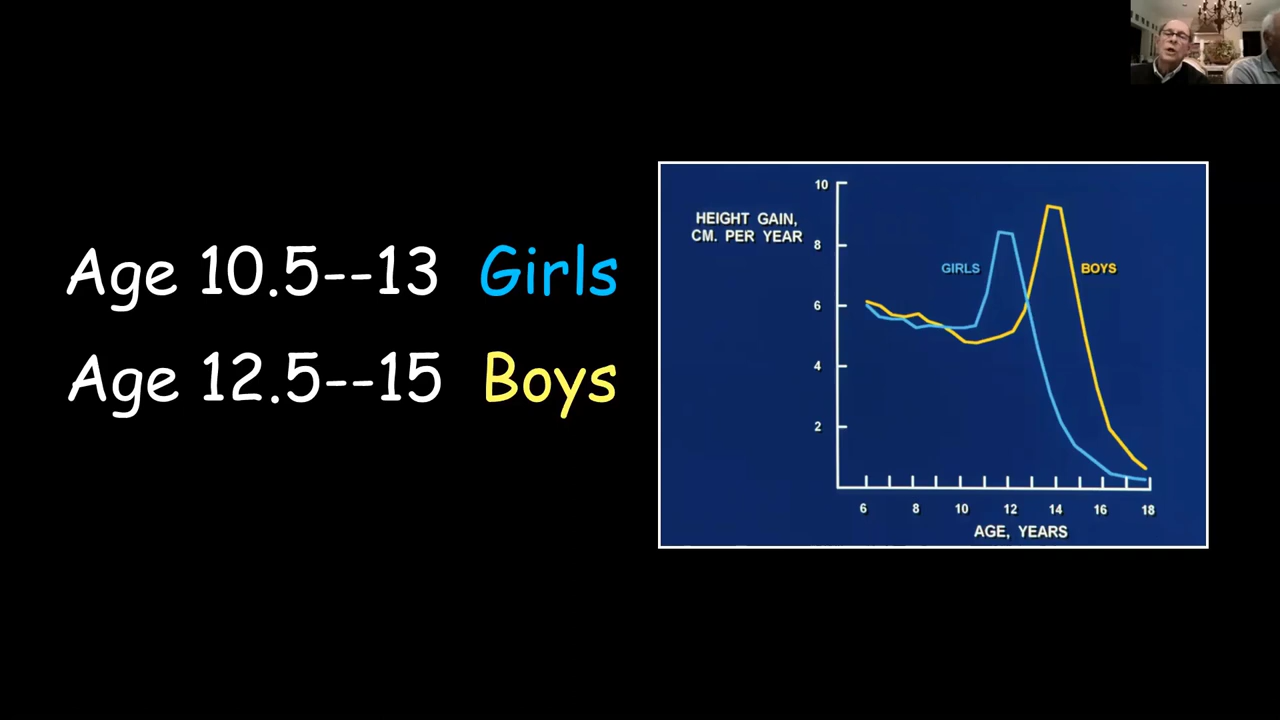 Age 10.5--13 Girls
Age 12.5--15 Boys
HEIGHT GAIN,
CM. PER YEAR
10
8
6
4
2
GIRLS
BOYS
6 8 10 12 14 16 18
AGE, YEARS